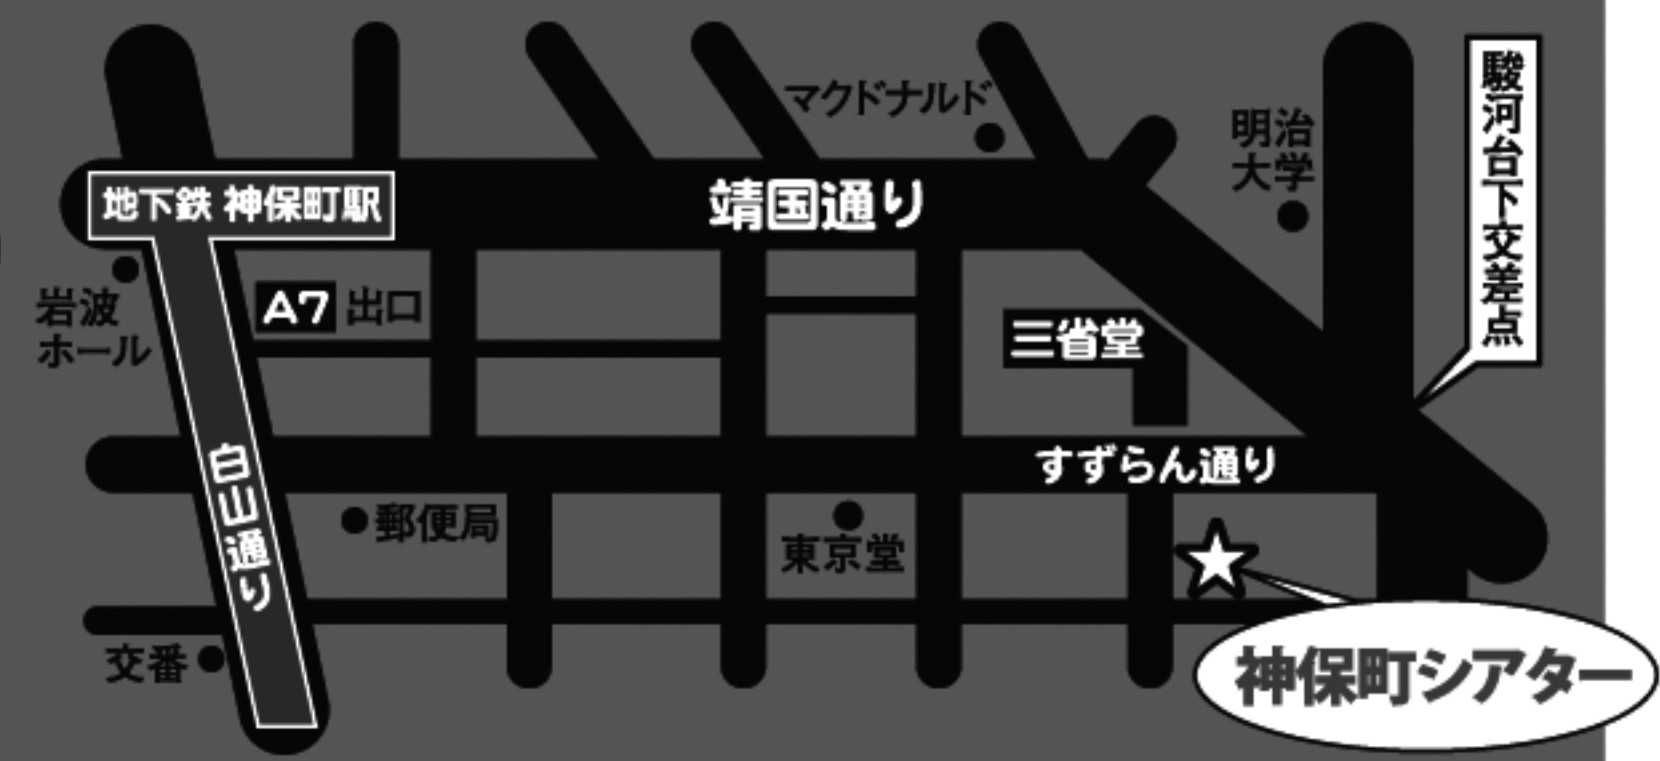 マクドナルド
明治
大学
駿河台下交差点
地下鉄 神保町駅
靖国通り
岩波
ホール
A7 出口
三省堂
白山通り
すずらん通り
郵便局
東京堂
交番
神保町シアター